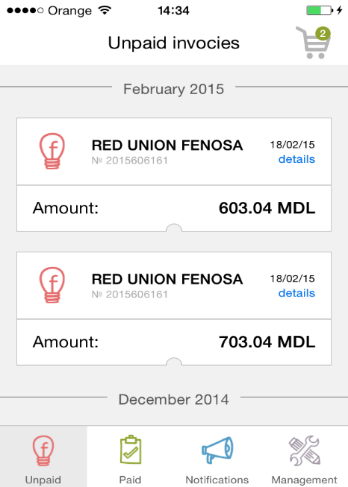 Orange 14:34
Unpaid invocies
2
February 2015
RED UNION FENOSA 18/02/15
№ 2015606161 details
Amount: 603.04 MDL
RED UNION FENOSA 18/02/15
№ 2015606161 details
Amount: 703.04 MDL
December 2014
Unpaid Paid Notifications Management